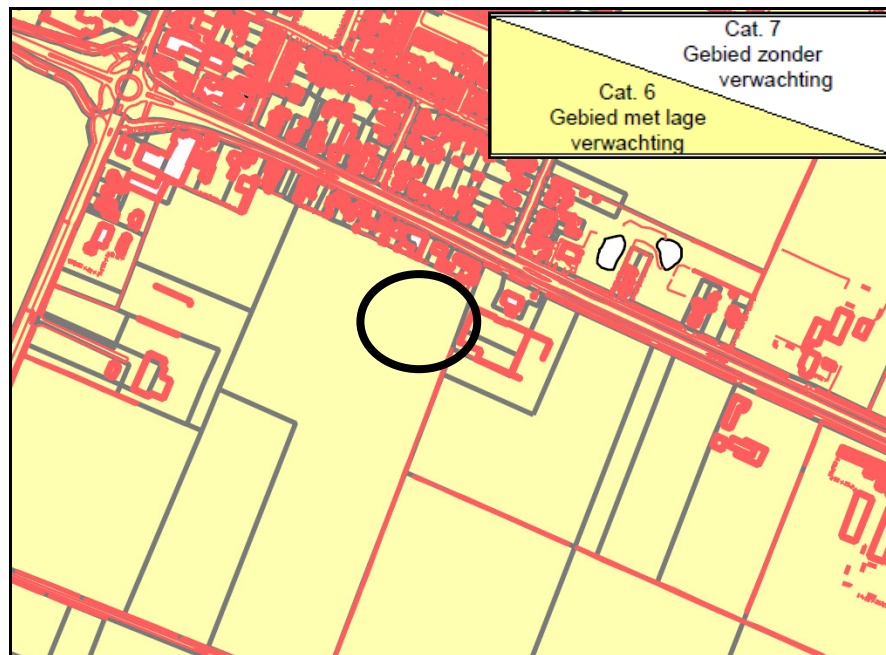 Cat. 7
Gebied zonder
verwachting
Cat. 6
Gebied met lage
verwachting